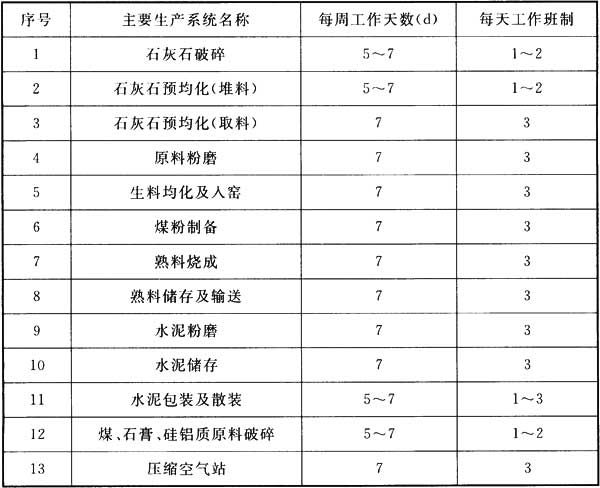 序号 主要生产系统名称 每周工作天数(d) 每天工作班制
1 石灰石破碎 5～7 1～2
2 石灰石预均化(堆料) 5～7 1～2
3 石灰石预均化(取料) 7 3
4 原料粉磨 7 3
5 生料均化及入窑 7 3
6 煤粉制备 7 3
7 熟料烧成 7 3
8 熟料储存及输送 7 3
9 水泥粉磨 7 3
10 水泥储存 7 3
11 水泥包装及散装 5～7 1～3
12 煤、石膏、硅铝质原料破碎 5～7 1～2
13 压缩空气站 7 3